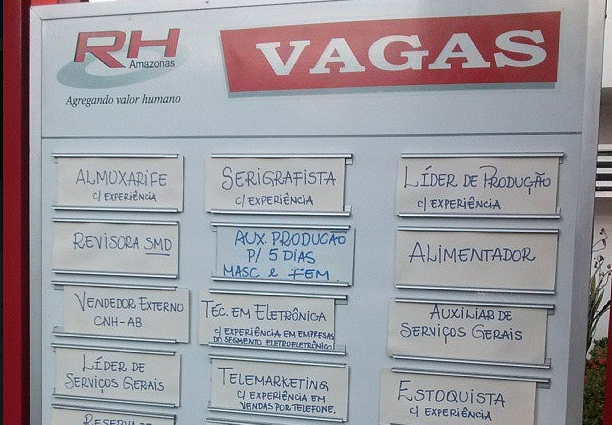 RH
Amazonas
Agregando valor humano
VAGAS
ALMUXARIFE
C/ EXPERIÊNCIA
SERIGRAFISTA
C/ EXPERIÊNCIA
LÍDER DE PRODUÇÃO
C/ EXPERIÊNCIA
REVISORA SMD
AUX. PRODUCÃO
P/ 5 DIAS
MASC e FEM.
ALIMENTADOR
VENDEDOR EXTERNO
CNH-AB
TÉC. EM ELETRÔNICA
C/ EXPERIÊNCIA EM EMPRESAS
DO SEGMENTO ELETROELETRÔNICO
AUXILIAR DE
SERVIÇOS GERAIS
LÍDER DE
SERVIÇOS GERAIS
TELEMARKETING
C/ EXPERIÊNCIA EM
VENDAS POR TELEFONE.
ESTOQUISTA
C/ EXPERIÊNCIA